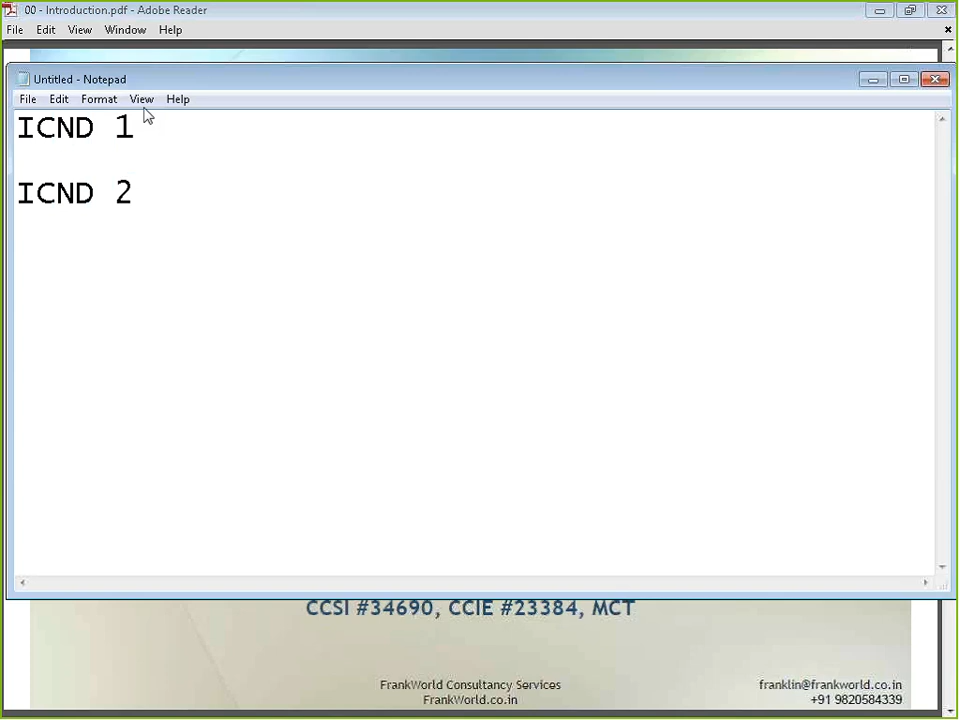 00 - Introduction.pdf - Adobe Reader
File Edit View Window Help
Untitled - Notepad
File Edit Format View Help
ICND 1
ICND 2
CCSI #34690, CCIE #23384, MCT
FrankWorld Consultancy Services
FrankWorld.co.in
franklin@frankworld.co.in
+91 9820584339